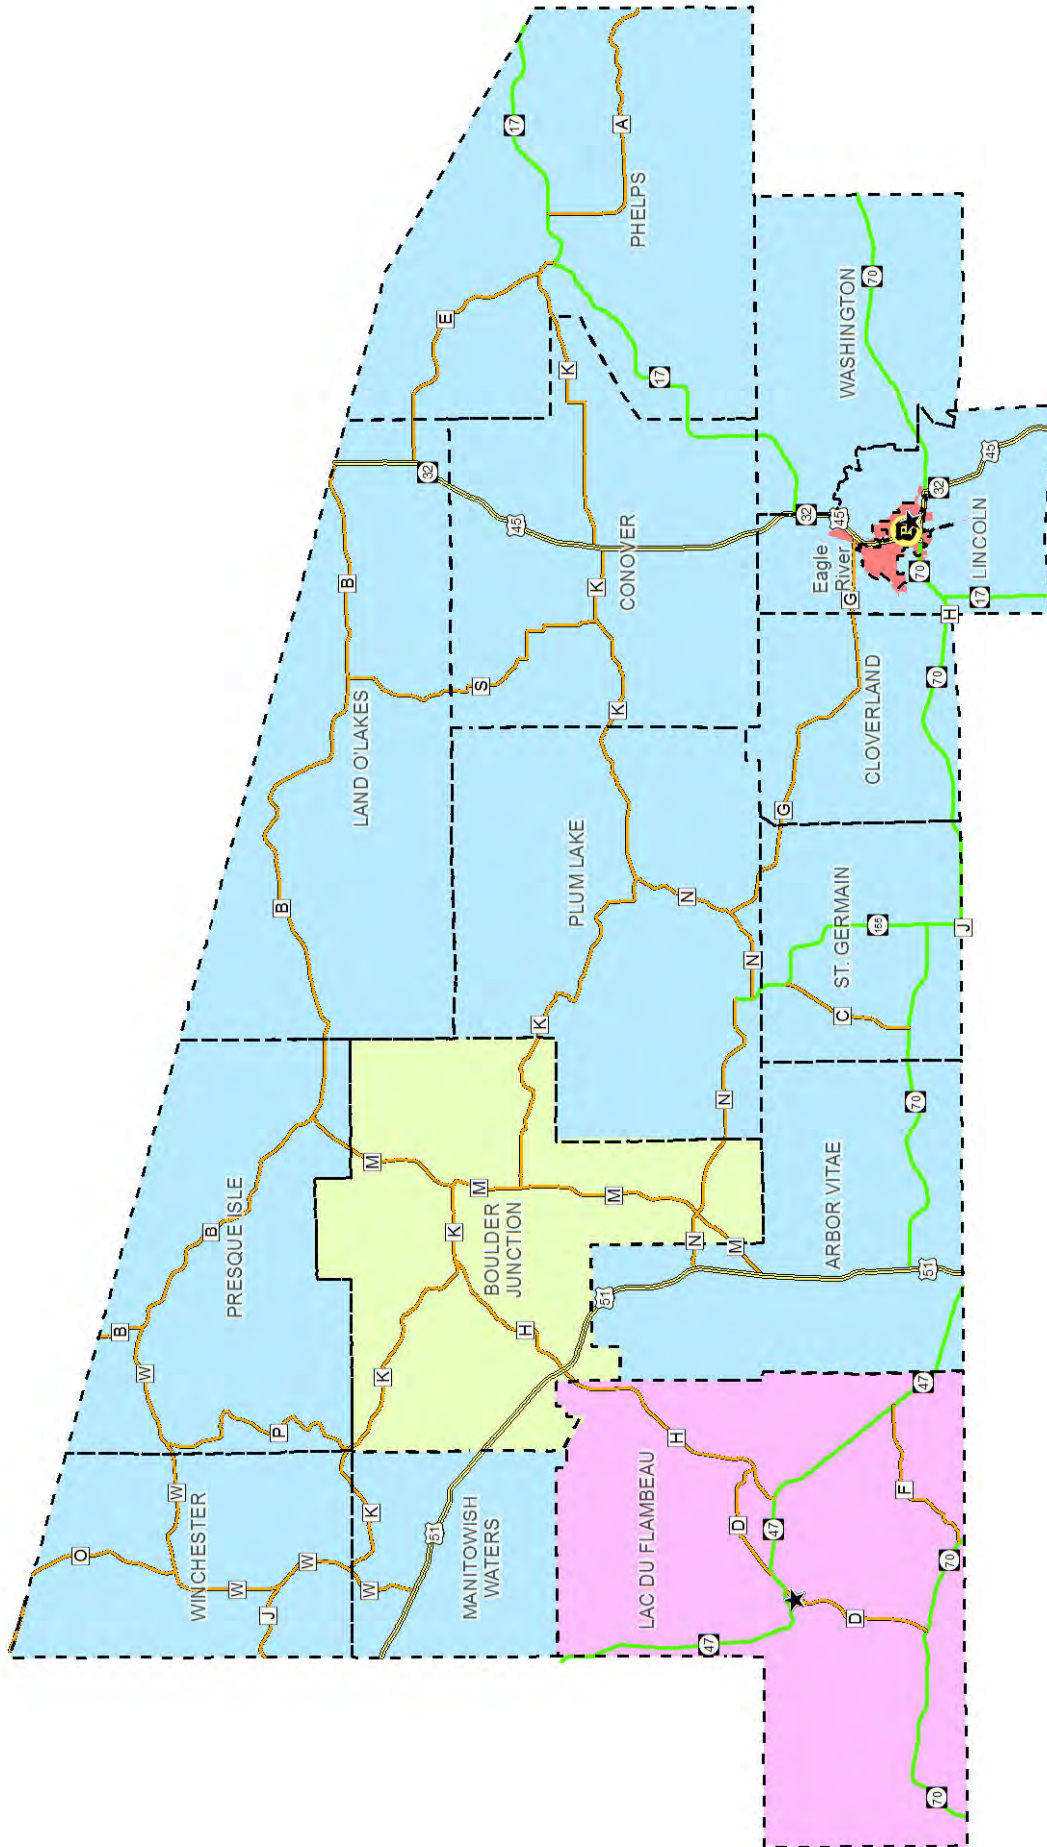 O
W
WINCHESTER
W
J
W
W
K
P
W
B
B
PRESQUE ISLE
M
B
B
S
LAND O'LAKES
32
E
17
A
PHELPS
51
MANITOWISH
WATERS
K
K
H
M
BOULDER
JUNCTION
M
N
M
51
K
PLUM LAKE
N
N
N
K
K
45
CONOVER
K
17
47
LAC DU FLAMBEAU
H
D
47
D
F
47
70
70
ARBOR VITAE
51
70
C
ST. GERMAIN
155
J
G
CLOVERLAND
70
H
G
Eagle
River
32
45
P
70
32
45
17
LINCOLN
WASHINGTON
70